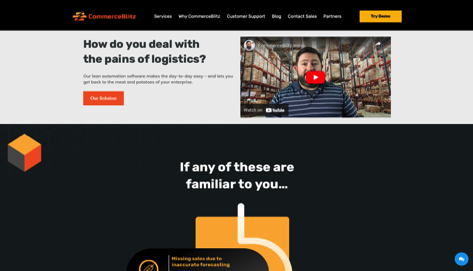 CommerceBlitz
Services Why CommerceBlitz Customer Support Blog Contact Sales Partners
Try Demo
How do you deal with
the pains of logistics?
Our lean automation software makes the day-to-day easy - and lets you
get back to the meat and potatoes of your enterprise.
Our Solution
Watch on YouTube
If any of these are
familiar to you...
Missing sales due to
inaccurate forecasting